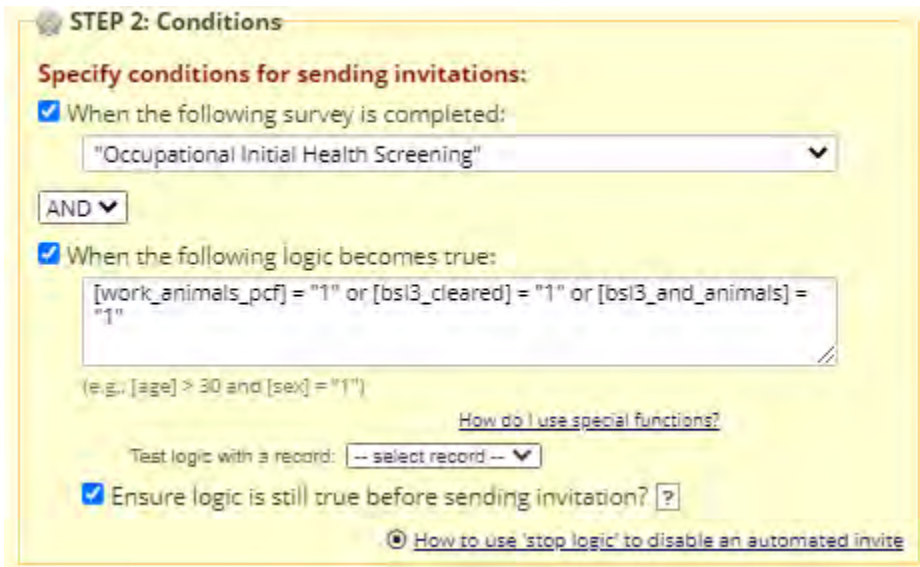 STEP 2: Conditions
Specify conditions for sending invitations:
When the following survey is completed:
"Occupational Initial Health Screening"
AND
When the following logic becomes true:
[work_animals_pcf] = "1" or [bsl3_cleared] = "1" or [bsl3_and_animals] =
"1"
(e.g., [age] > 30 and [sex] = "1")
How do I use special functions?
Test logic with a record: -- select record --
Ensure logic is still true before sending invitation? ?
How to use 'stop logic' to disable an automated invite